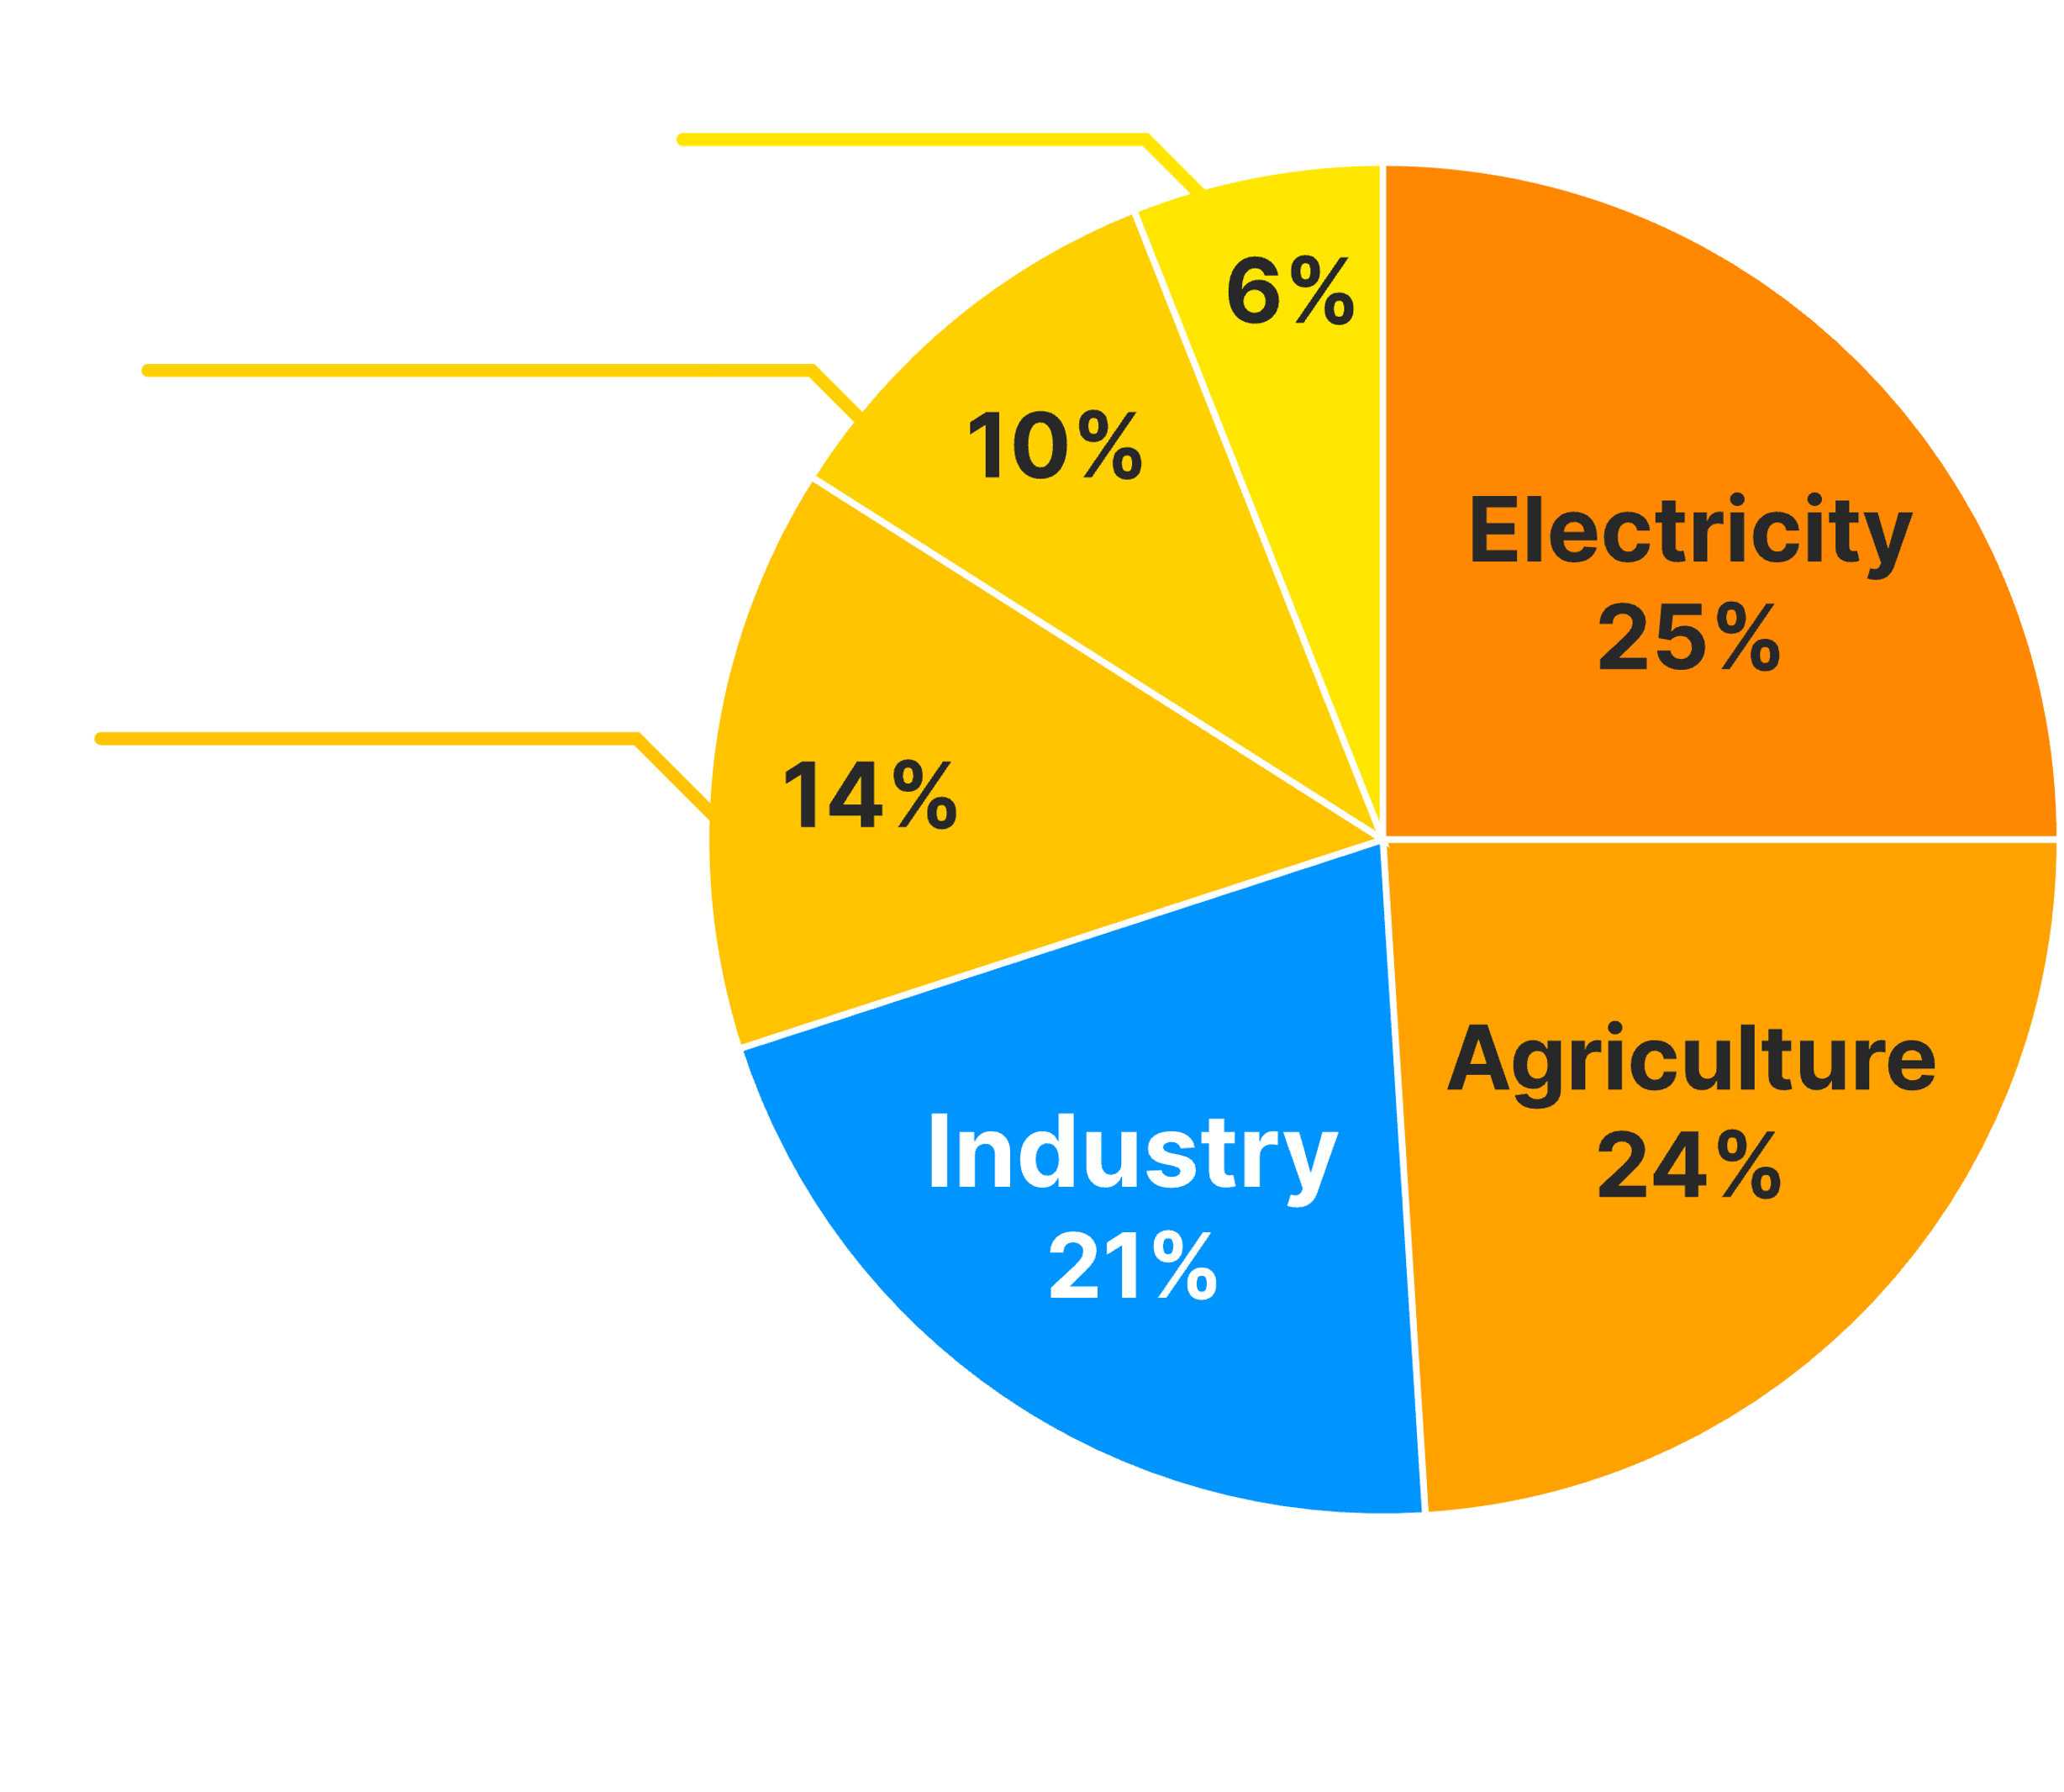 6%
10%
Electricity
25%
14%
Agriculture
24%
Industry
21%